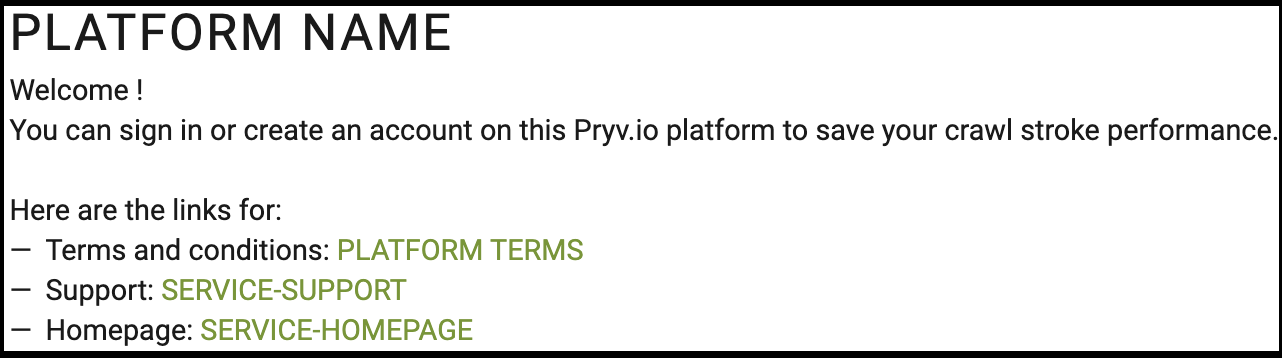 PLATFORM NAME
Welcome !
You can sign in or create an account on this Pryv.io platform to save your crawl stroke performance.
Here are the links for:
— Terms and conditions: PLATFORM TERMS
— Support: SERVICE-SUPPORT
— Homepage: SERVICE-HOMEPAGE